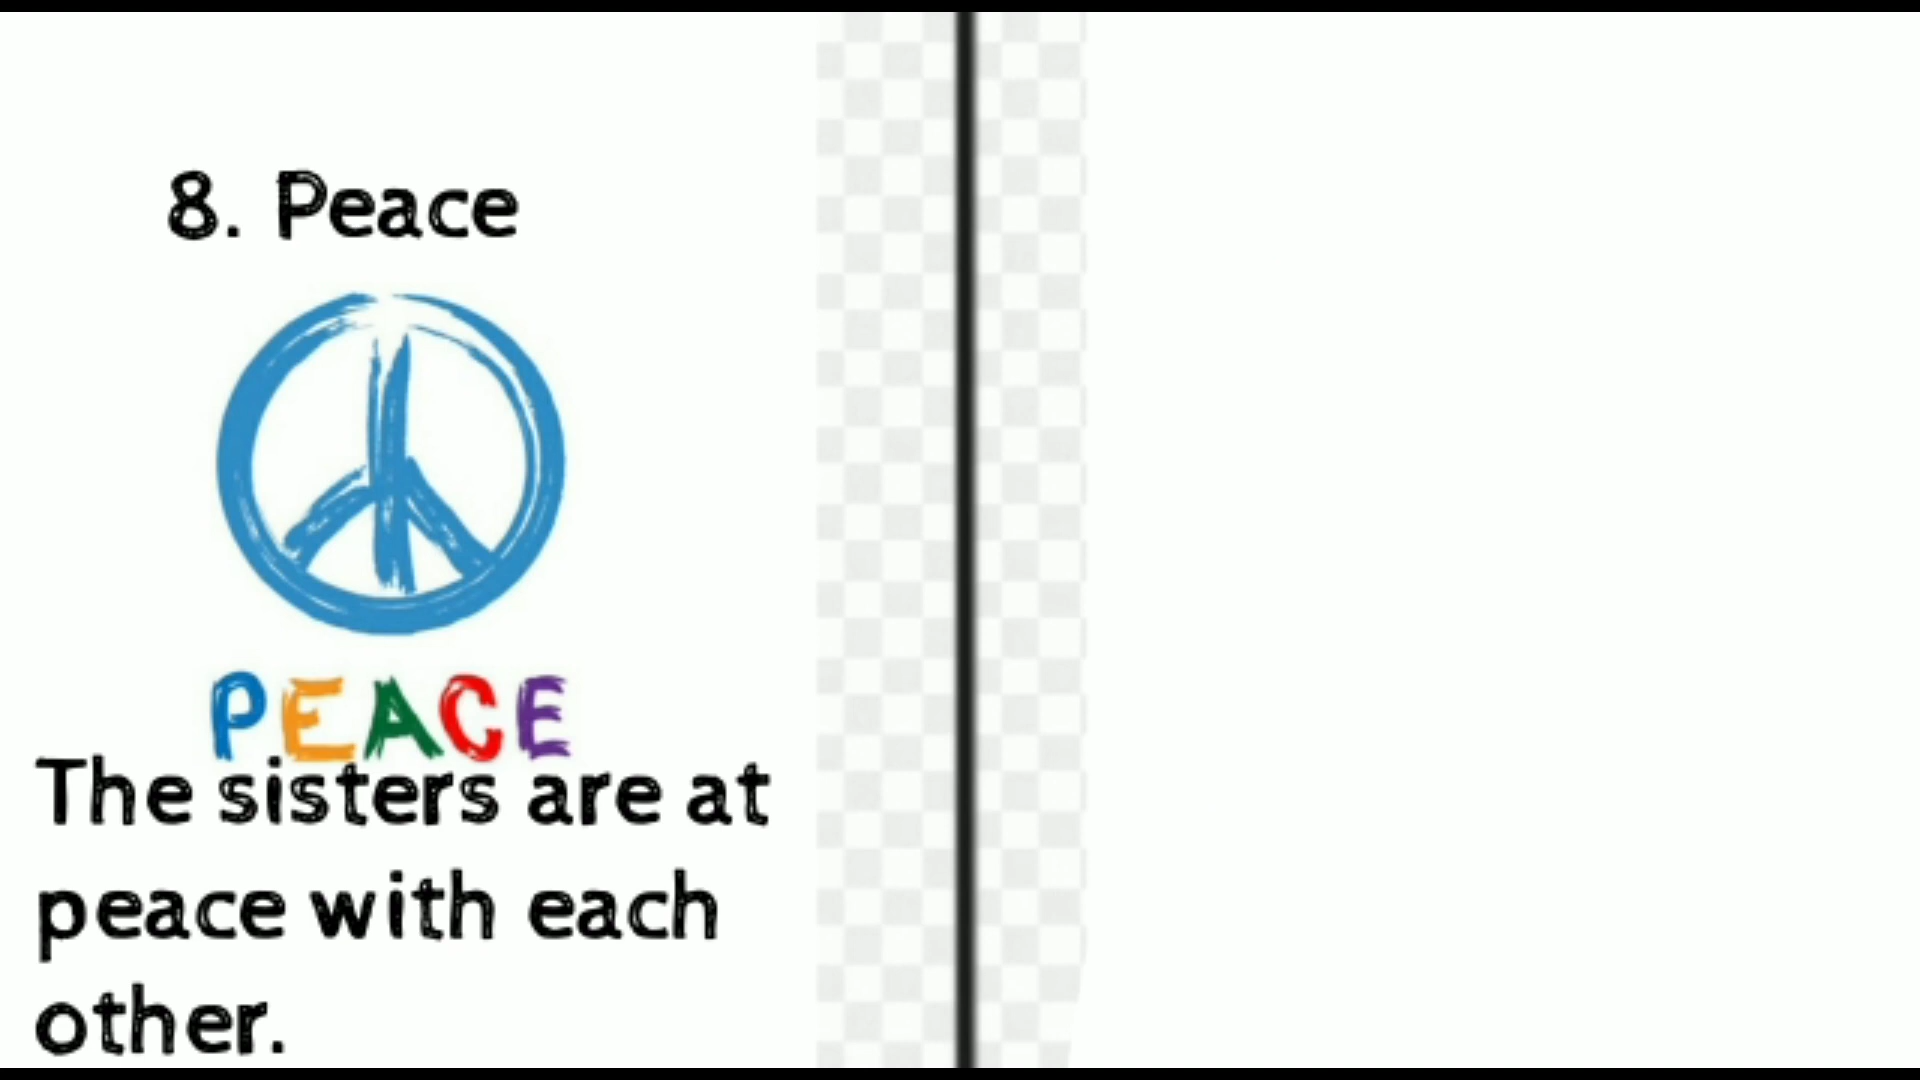 8. Peace
PEACE
The sisters are at
peace with each
other.